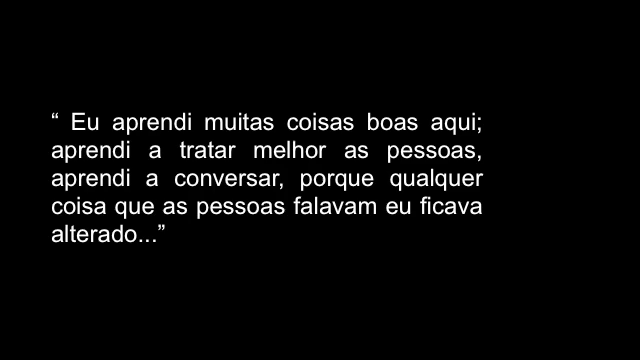 “ Eu aprendi muitas coisas boas aqui;
aprendi a tratar melhor as pessoas,
aprendi a conversar, porque qualquer
coisa que as pessoas falavam eu ficava
alterado...”